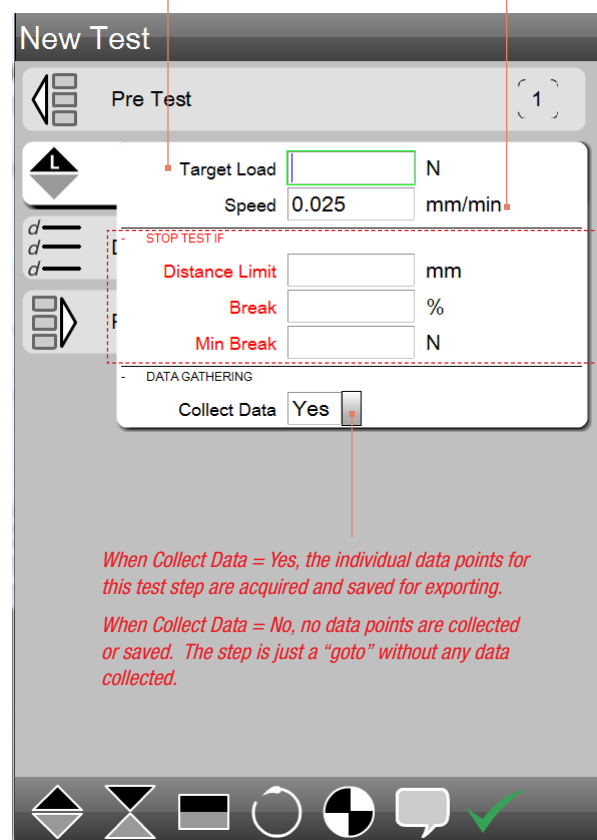 New Test
Pre Test 1
L
Target Load N
Speed 0.025 mm/min
- STOP TEST IF
d
d
d
Distance Limit mm
Break %
Min Break N
- DATA GATHERING
Collect Data Yes
When Collect Data = Yes, the individual data points for
this test step are acquired and saved for exporting.
When Collect Data = No, no data points are collected
or saved. The step is just a “goto” without any data
collected.